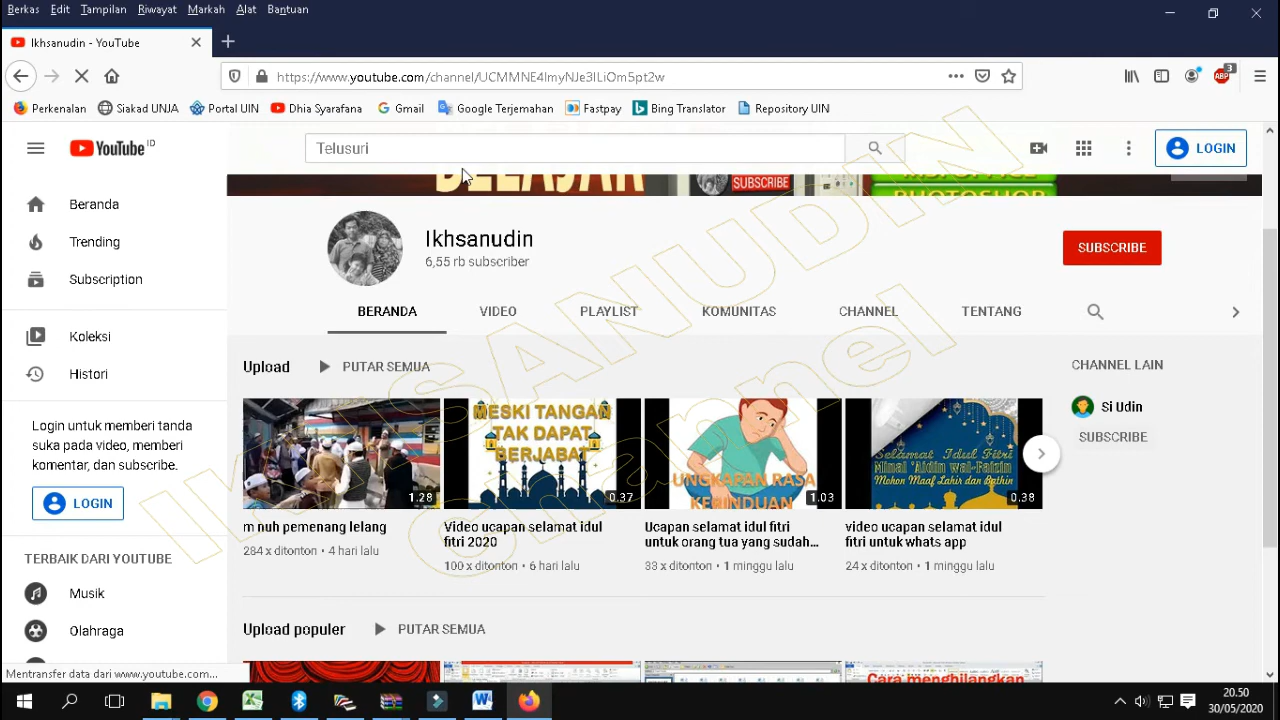 Berkas Edit Tampilan Riwayat Markah Alat Bantuan
Ikhsanudin - YouTube
https://www.youtube.com/channel/UCMMNE4lmyNJe3ILiOm5pt2w
3
Perkenalan Siakad UNJA Portal UIN Dhia Syarafana Gmail Google Terjemahan Fastpay Bing Translator Repository UIN
YouTube ID
Telusuri
LOGIN
BELAJAR
SUBSCRIBE
PHOTOSHOP
Beranda
Trending
Subscription
Koleksi
Histori
Login untuk memberi tanda
suka pada video, memberi
komentar, dan subscribe.
LOGIN
TERBAIK DARI YOUTUBE
Musik
Olahraga
Ikhsanudin
6,55 rb subscriber
SUBSCRIBE
BERANDA VIDEO PLAYLIST KOMUNITAS CHANNEL TENTANG
Upload PUTAR SEMUA
1.28
m nuh pemenang lelang
284 x ditonton • 4 hari lalu
MESKI TANGAN
TAK DAPAT
BERJABAT
0.37
Video ucapan selamat idul
fitri 2020
100 x ditonton • 6 hari lalu
UNGKAPAN RASA
KERINDUAN
1.03
Ucapan selamat idul fitri
untuk orang tua yang sudah...
33 x ditonton • 1 minggu lalu
Selamat Idul Fitri
Minal 'Aidin wal-Faizin
Mohon Maaf Lahir dan Bathin
0.38
video ucapan selamat idul
fitri untuk whats app
24 x ditonton • 1 minggu lalu
CHANNEL LAIN
Si Udin
SUBSCRIBE
Upload populer PUTAR SEMUA
Cara menghilangkan
IKHSANUDIN
Channel
Mentransfer data dari www.youtube.com...
20.50
30/05/2020